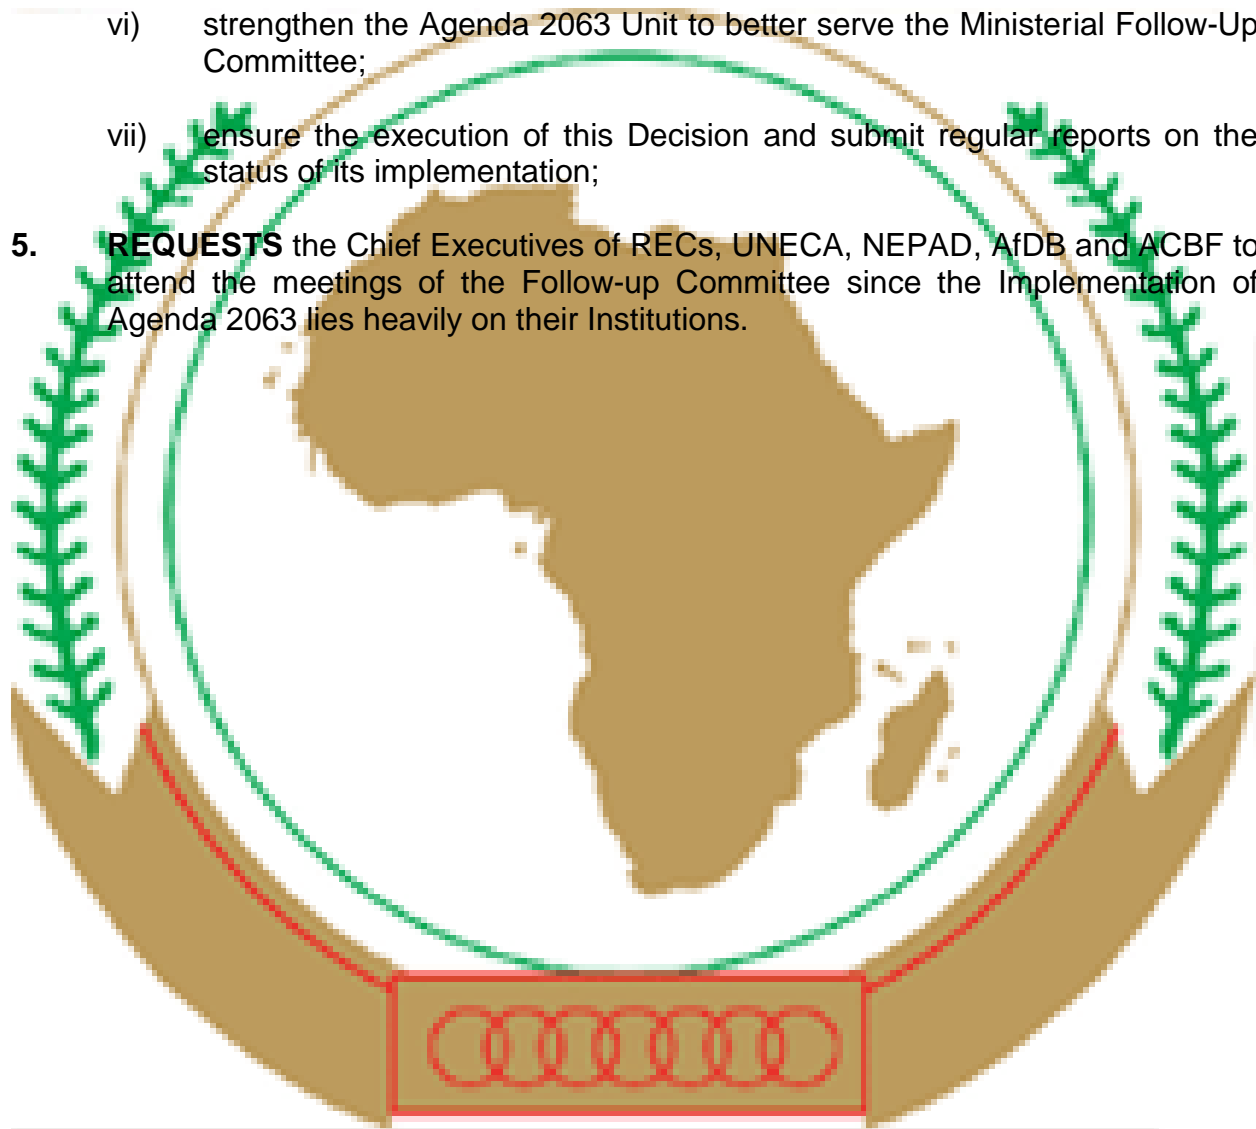 vi) strengthen the Agenda 2063 Unit to better serve the Ministerial Follow-Up
Committee;
vii) ensure the execution of this Decision and submit regular reports on the
status of its implementation;
5. REQUESTS the Chief Executives of RECs, UNECA, NEPAD, AfDB and ACBF to
attend the meetings of the Follow-up Committee since the Implementation of
Agenda 2063 lies heavily on their Institutions.